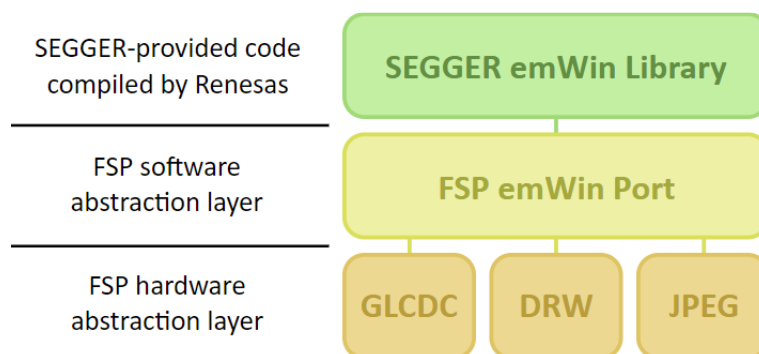 SEGGER-provided code
compiled by Renesas
SEGGER emWin Library
FSP software
abstraction layer
FSP emWin Port
FSP hardware
abstraction layer
GLCDC
DRW
JPEG